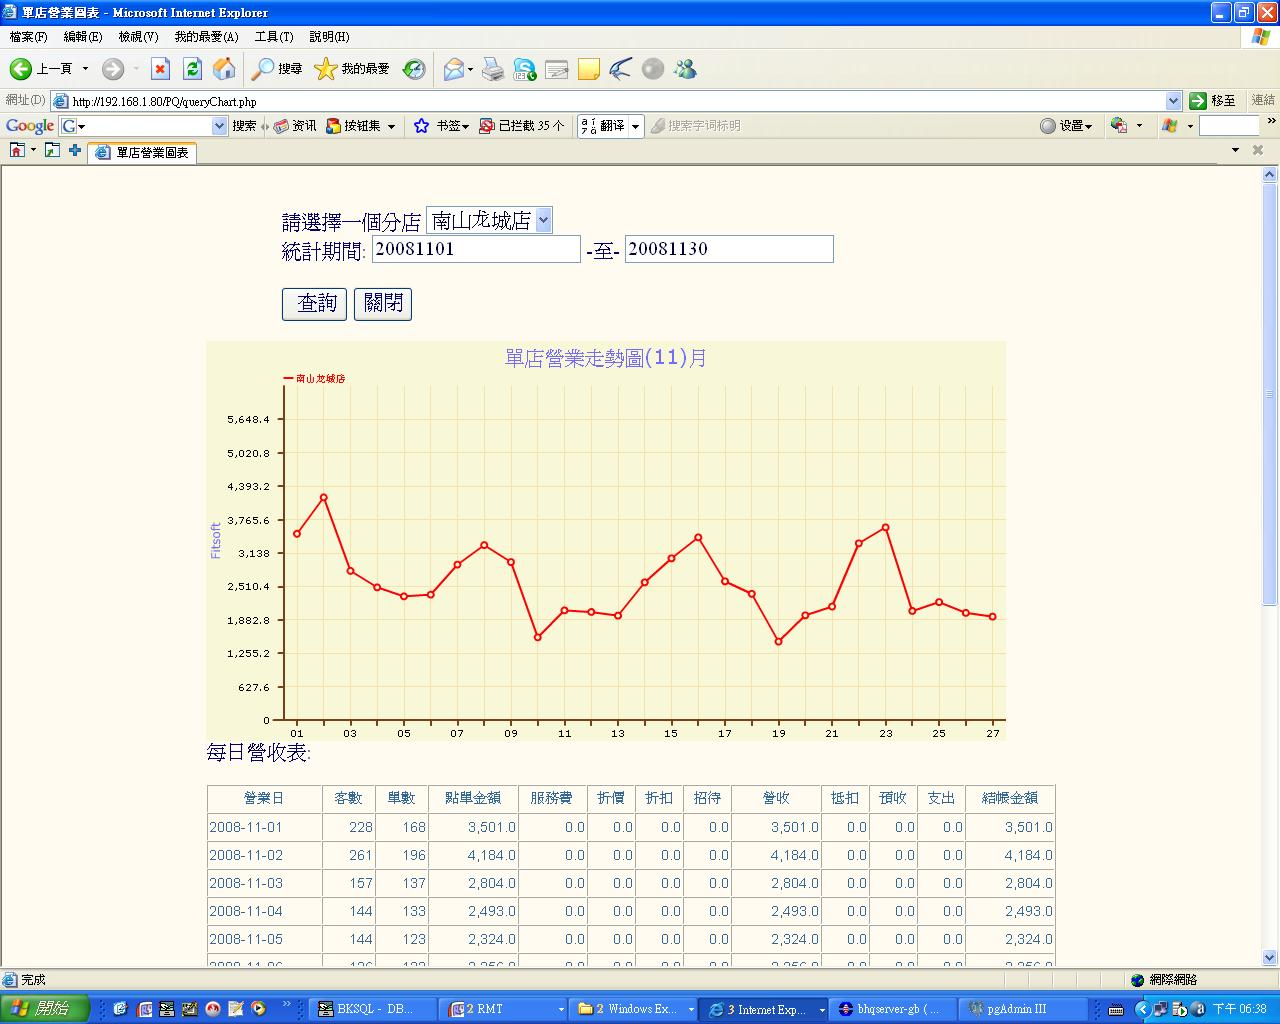 單店營業圖表 - Microsoft Internet Explorer
檔案(F) 編輯(E) 檢視(V) 我的最愛(A) 工具(T) 說明(H)
上一頁 搜尋 我的最愛
網址(D) http://192.168.1.80/PQ/queryChart.php 移至 連結
Google G 搜索 资讯 按钮集 书签 已拦截 35 个 翻译 搜索字词标明 设置 »
單店營業圖表
請選擇一個分店 南山龙城店
統計期間: 20081101 -至- 20081130
查詢 關閉
單店營業走勢圖(11)月
南山龙城店
Fitsoft
5,648.4
5,020.8
4,393.2
3,765.6
3,138
2,510.4
1,882.8
1,255.2
627.6
0
01 03 05 07 09 11 13 15 17 19 21 23 25 27
每日營收表:
營業日 客數 單數 點單金額 服務費 折價 折扣 招待 營收 抵扣 預收 支出 結帳金額
2008-11-01 228 168 3,501.0 0.0 0.0 0.0 0.0 3,501.0 0.0 0.0 0.0 3,501.0
2008-11-02 261 196 4,184.0 0.0 0.0 0.0 0.0 4,184.0 0.0 0.0 0.0 4,184.0
2008-11-03 157 137 2,804.0 0.0 0.0 0.0 0.0 2,804.0 0.0 0.0 0.0 2,804.0
2008-11-04 144 133 2,493.0 0.0 0.0 0.0 0.0 2,493.0 0.0 0.0 0.0 2,493.0
2008-11-05 144 123 2,324.0 0.0 0.0 0.0 0.0 2,324.0 0.0 0.0 0.0 2,324.0
完成 網際網路
開始 » BKSQL - DB... 2 RMT 2 Windows Ex... 3 Internet Exp... bhqserver-gb ( ... pgAdmin III 下午 06:38